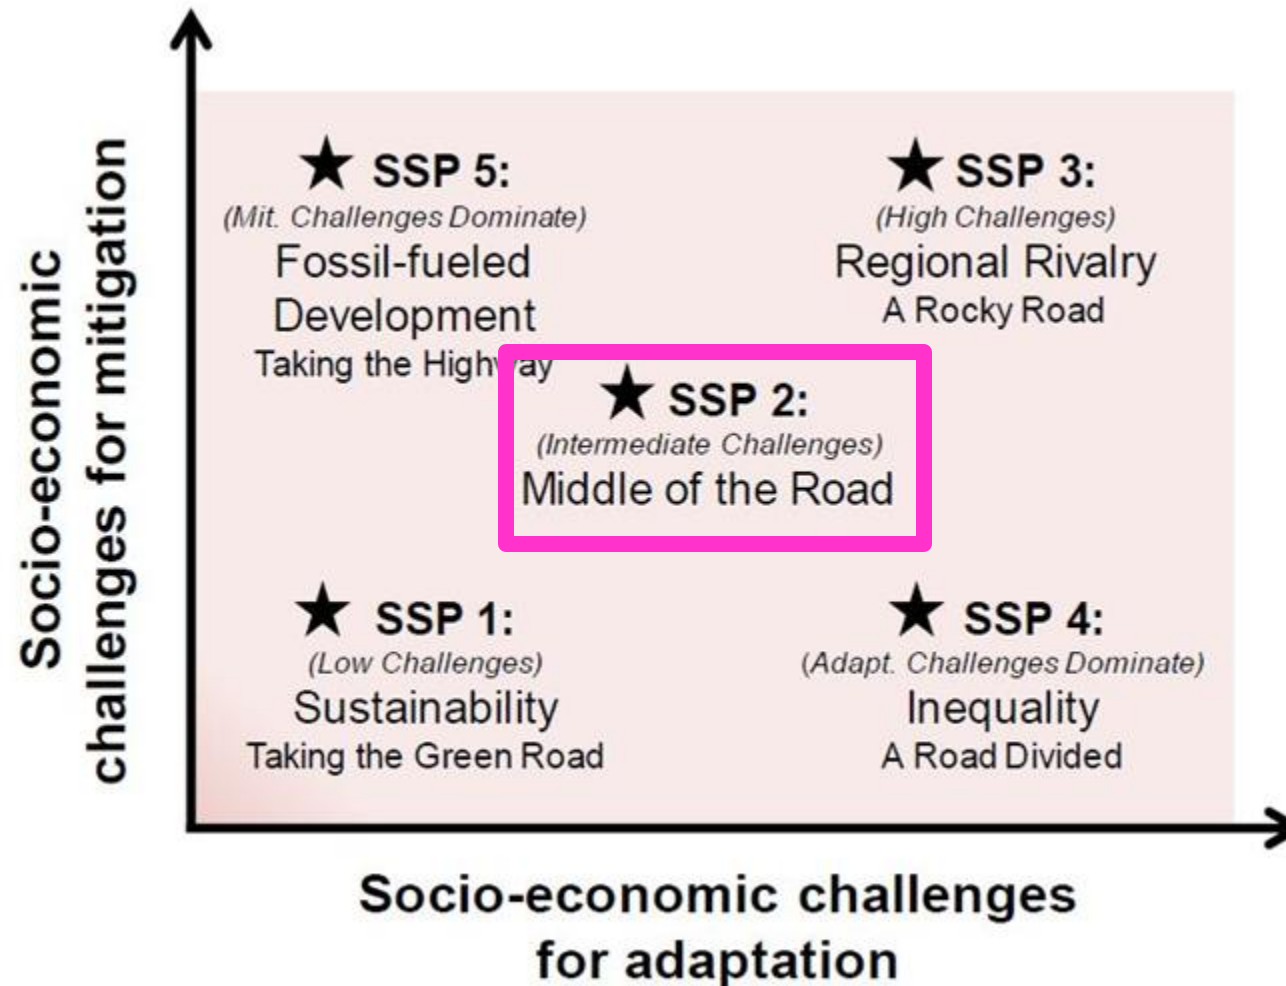 Socio-economic
challenges for mitigation
★ SSP 5:
(Mit. Challenges Dominate)
Fossil-fueled
Development
Taking the Highway
★ SSP 3:
(High Challenges)
Regional Rivalry
A Rocky Road
★ SSP 2:
(Intermediate Challenges)
Middle of the Road
★ SSP 1:
(Low Challenges)
Sustainability
Taking the Green Road
★ SSP 4:
(Adapt. Challenges Dominate)
Inequality
A Road Divided
Socio-economic challenges
for adaptation